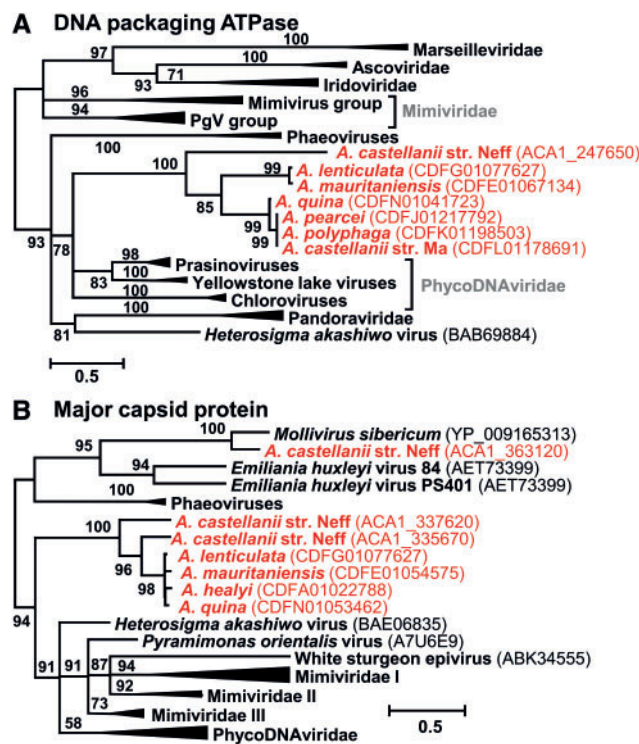 A DNA packaging ATPase
97
100
Marseilleviridae
Ascoviridae
100
71
93
Iridoviridae
96
Mimivirus group
94
PgV group
Mimiviridae
Phaeoviruses
100
A. castellanii str. Neff (ACA1_247650)
100
99
A. lenticulata (CDFG01077627)
A. mauritaniensis (CDFE01067134)
85
A. quina (CDFN01041723)
99
A. pearcei (CDFJ01217792)
A. polyphaga (CDFK01198503)
99
A. castellanii str. Ma (CDFL01178691)
93
78
98
Prasinoviruses
100
83
Yellowstone lake viruses
100
Chloroviruses
PhycoDNAviridae
100
Pandoraviridae
81
Heterosigma akashiwo virus (BAB69884)
0.5
B Major capsid protein
100
Mollivirus sibericum (YP_009165313)
95
A. castellanii str. Neff (ACA1_363120)
94
Emiliania huxleyi virus 84 (AET73399)
Emiliania huxleyi virus PS401 (AET73399)
100
Phaeoviruses
A. castellanii str. Neff (ACA1_337620)
100
A. castellanii str. Neff (ACA1_335670)
A. lenticulata (CDFG01077627)
96
A. mauritaniensis (CDFE01054575)
98
A. healyi (CDFA01022788)
A. quina (CDFN01053462)
94
Heterosigma akashiwo virus (BAE06835)
Pyramimonas orientalis virus (A7U6E9)
91
91
87
White sturgeon epivirus (ABK34555)
94
Mimiviridae I
92
Mimiviridae II
73
Mimiviridae III
58
PhycoDNAviridae
0.5